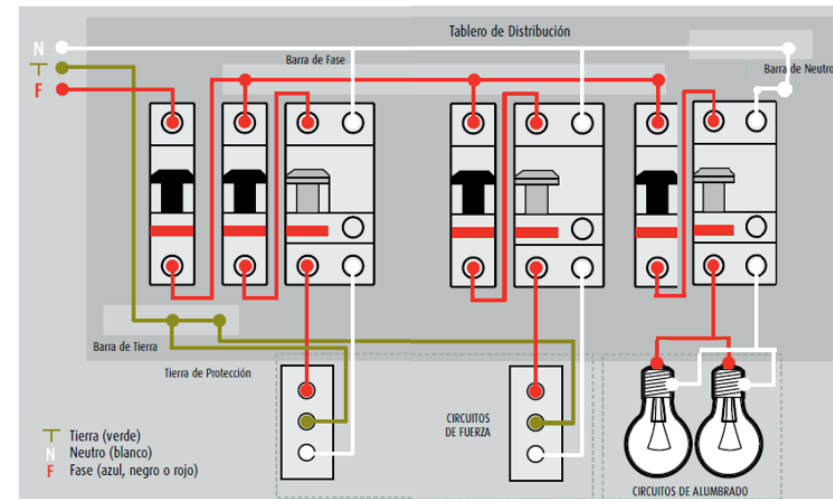 Tablero de Distribución
N
Barra de Fase
T
Barra de Neutro
F
Barra de Tierra
Tierra de Protección
CIRCUITOS
DE FUERZA
T Tierra (verde)
N Neutro (blanco)
F Fase (azul, negro o rojo)
CIRCUITOS DE ALUMBRADO